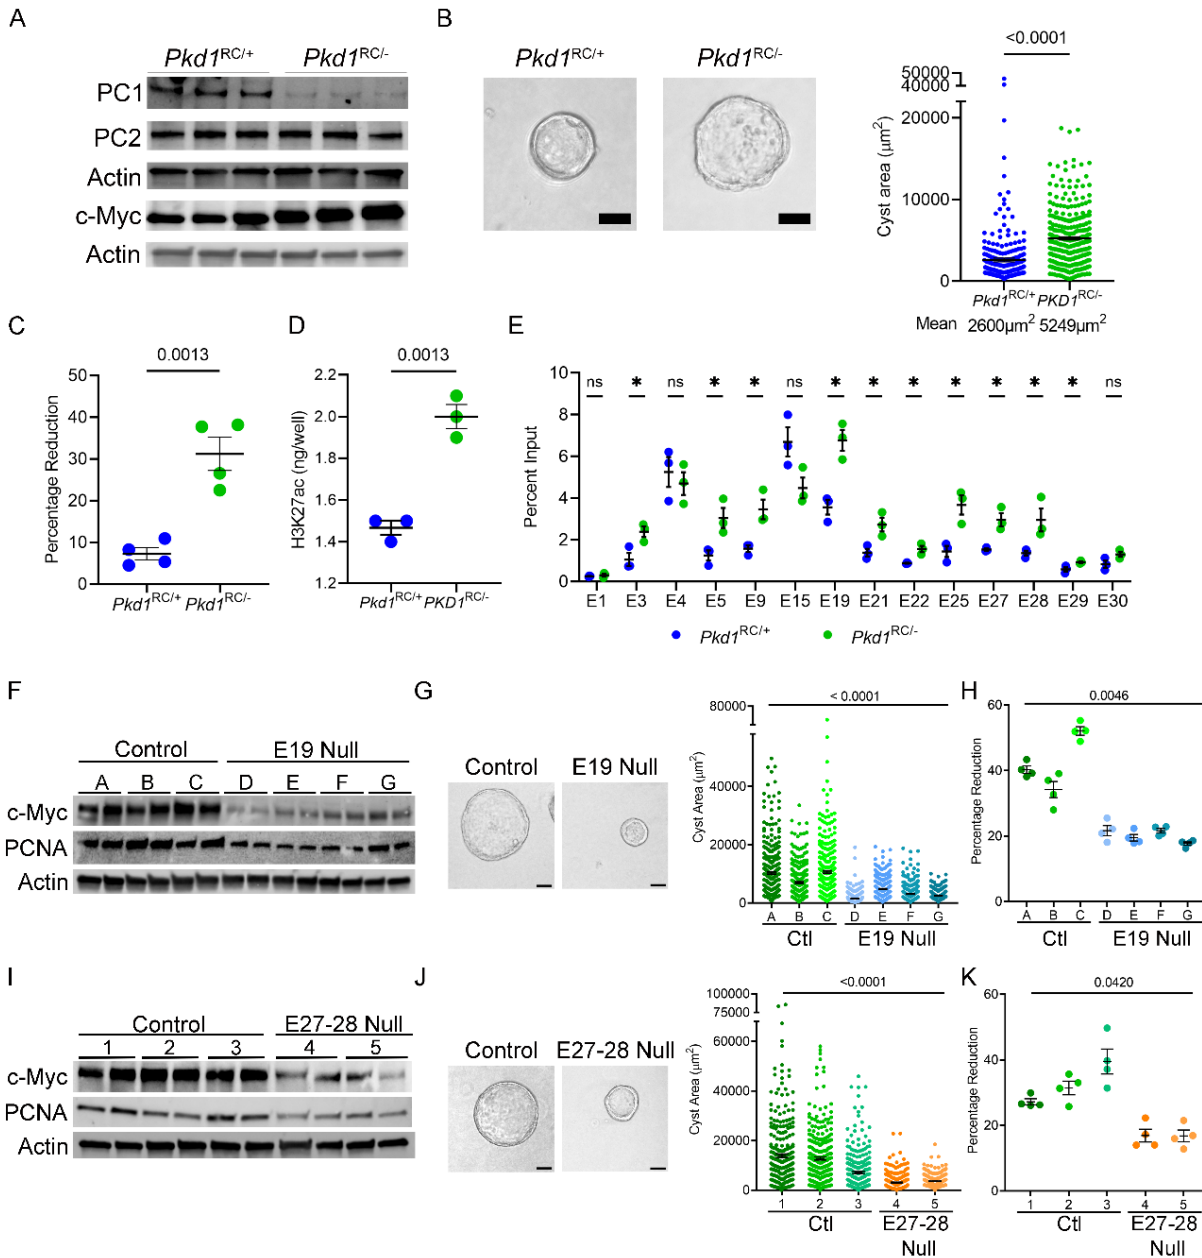 A
Pkd1RC/+ Pkd1RC/-
PC1
PC2
Actin
c-Myc
Actin
B
Pkd1RC/+ Pkd1RC/-
<0.0001
Cyst area (μm2)
50000
40000
20000
10000
0
Pkd1RC/+ PKD1RC/-
Mean 2600μm2 5249μm2
C
0.0013
Percentage Reduction
50
40
30
20
10
0
Pkd1RC/+ Pkd1RC/-
D
0.0013
H3K27ac (ng/well)
2.2
2.0
1.8
1.6
1.4
1.2
Pkd1RC/+ PKD1RC/-
E
Percent Input
10
8
6
4
2
0
ns * ns * * ns * * * * * * * ns
E1 E3 E4 E5 E9 E15 E19 E21 E22 E25 E27 E28 E29 E30
Pkd1RC/+ Pkd1RC/-
F
Control E19 Null
A B C D E F G
c-Myc
PCNA
Actin
G
Control E19 Null
< 0.0001
Cyst Area (μm2)
80000
60000
40000
20000
0
A B C D E F G
Ctl E19 Null
H
0.0046
Percentage Reduction
60
40
20
0
A B C D E F G
Ctl E19 Null
I
Control E27-28 Null
1 2 3 4 5
c-Myc
PCNA
Actin
J
Control E27-28 Null
<0.0001
Cyst Area (μm2)
100000
80000
60000
40000
20000
0
1 2 3 4 5
Ctl E27-28
Null
K
0.0420
Percentage Reduction
60
40
20
0
1 2 3 4 5
Ctl E27-28
Null